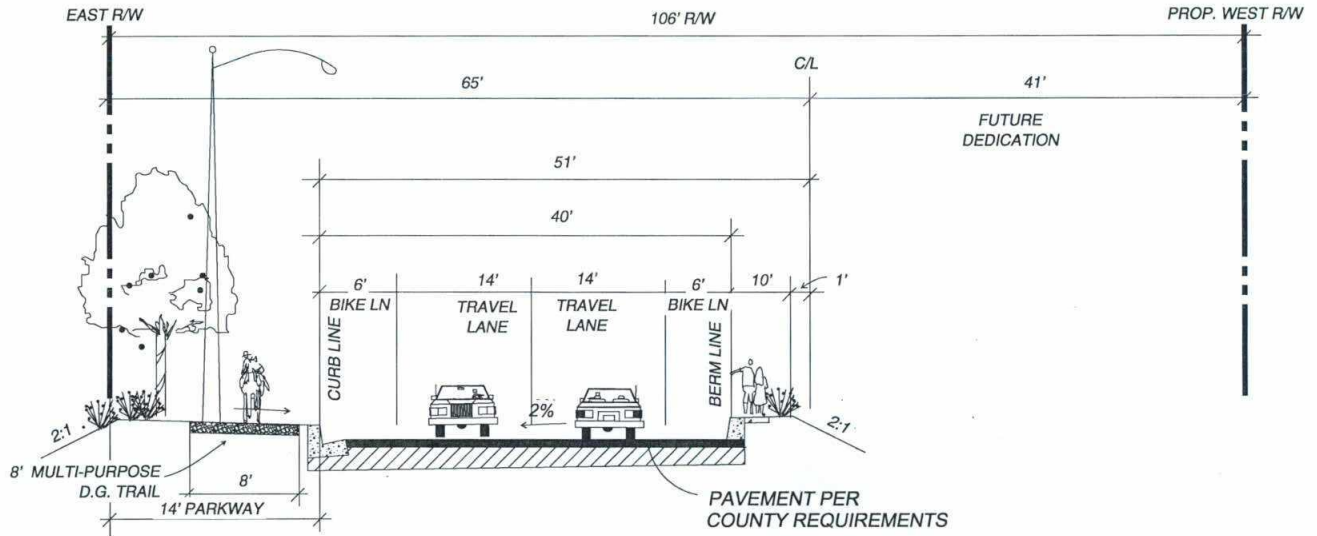 EAST R/W
106' R/W
PROP. WEST R/W
C/L
65'
41'
FUTURE
DEDICATION
51'
40'
6'
14'
14'
6'
10'
1'
BIKE LN
TRAVEL
LANE
TRAVEL
LANE
BIKE LN
CURB LINE
BERM LINE
2%
2:1
2:1
8' MULTI-PURPOSE
D.G. TRAIL
8'
14' PARKWAY
PAVEMENT PER
COUNTY REQUIREMENTS